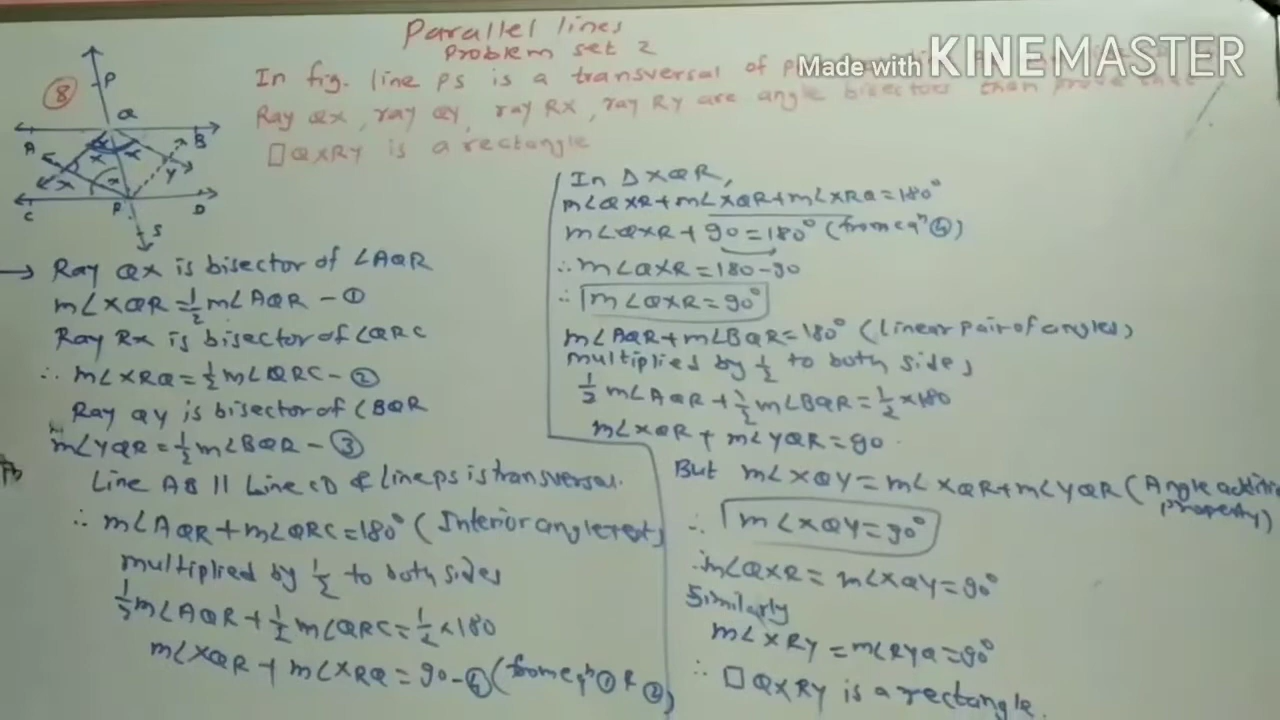 Parallel lines
Problem set 2
Made with KINEMASTER
8
In fig. line PS is a transversal of
Ray QX, ray QY, ray RX, ray RY are angle bisectors than prove that
□QXRY is a rectangle
P
Q
A
B
x
x
Y
x
x
C
R
D
S
→ Ray QX is bisector of ∠AQR
m∠XQR = 1/2 m∠AQR - ①
Ray RX is bisector of ∠QRC
∴ m∠XRQ = 1/2 m∠QRC - ②
Ray QY is bisector of ∠BQR
m∠YQR = 1/2 m∠BQR - ③
Line AB || Line CD & line PS is transversal.
∴ m∠AQR + m∠QRC = 180° (Interior angle test)
multiplied by 1/2 to both sides
1/2 m∠AQR + 1/2 m∠QRC = 1/2 × 180
m∠XQR + m∠XRQ = 90 - ④ (from eqn ① & ②)
In Δ XQR,
m∠QXR + m∠XQR + m∠XRQ = 180°
m∠QXR + 90 = 180° (from eqn ④)
∴ m∠QXR = 180 - 90
∴ m∠QXR = 90°
m∠AQR + m∠BQR = 180° (linear pair of angles)
multiplied by 1/2 to both sides
1/2 m∠AQR + 1/2 m∠BQR = 1/2 × 180
m∠XQR + m∠YQR = 90.
But m∠XQY = m∠XQR + m∠YQR (Angle additi
property)
∴ m∠XQY = 90°
∴ m∠QXR = m∠XQY = 90°
Similarly
m∠XRY = m∠RYQ = 90°
∴ □QXRY is a rectangle.